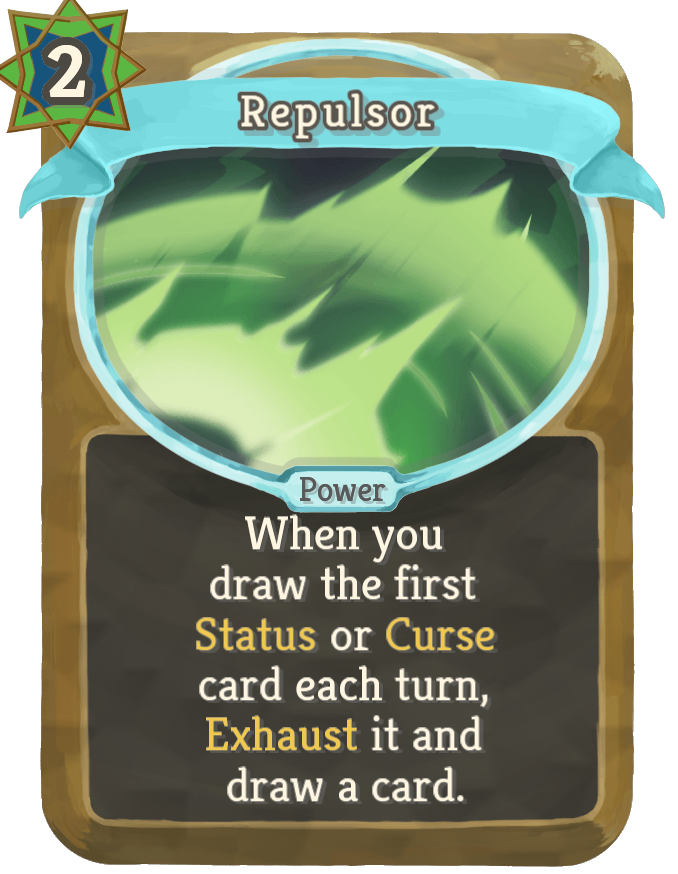 2
Repulsor
Power
When you
draw the first
Status or Curse
card each turn,
Exhaust it and
draw a card.